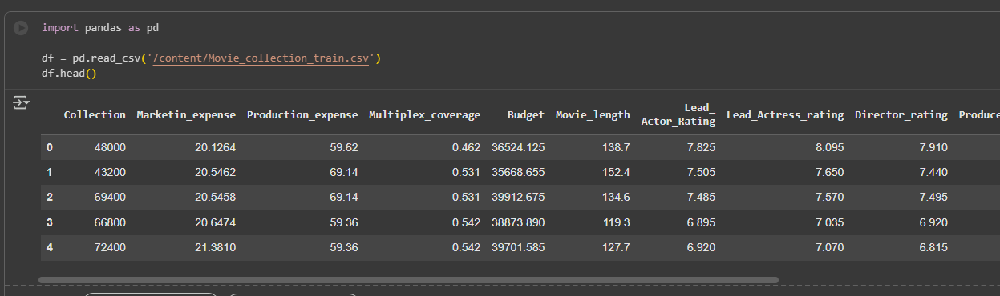 import pandas as pd
df = pd.read_csv('/content/Movie_collection_train.csv')
df.head()
Collection Marketin_expense Production_expense Multiplex_coverage Budget Movie_length Lead_ Actor_Rating Lead_Actress_rating Director_rating Produce
0 48000 20.1264 59.62 0.462 36524.125 138.7 7.825 8.095 7.910
1 43200 20.5462 69.14 0.531 35668.655 152.4 7.505 7.650 7.440
2 69400 20.5458 69.14 0.531 39912.675 134.6 7.485 7.570 7.495
3 66800 20.6474 59.36 0.542 38873.890 119.3 6.895 7.035 6.920
4 72400 21.3810 59.36 0.542 39701.585 127.7 6.920 7.070 6.815